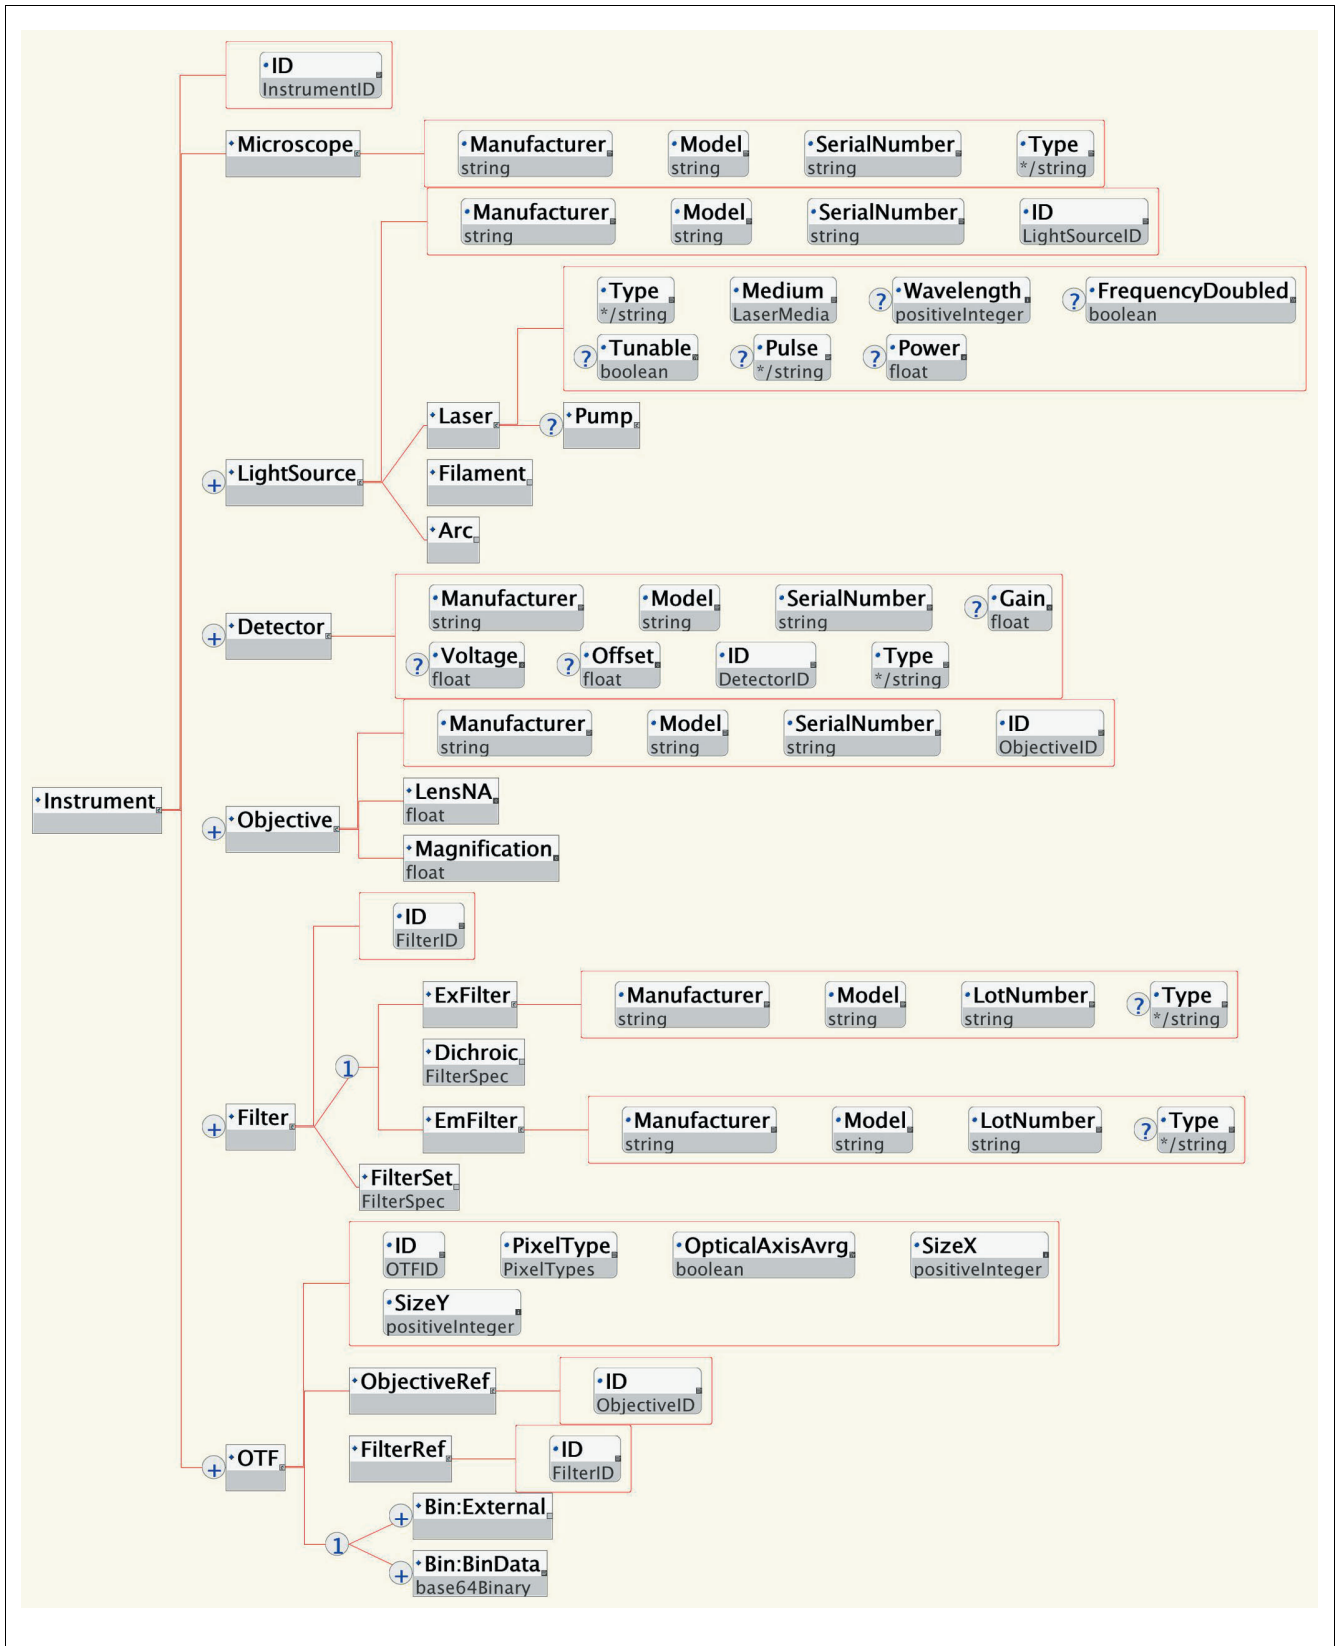 ID
InstrumentID
Microscope
Manufacturer Model SerialNumber Type
string string string */string
Manufacturer Model SerialNumber ID
string string string LightSourceID
Type Medium ? Wavelength ? FrequencyDoubled
*/string LaserMedia positiveInteger boolean
? Tunable ? Pulse ? Power
boolean */string float
Laser ? Pump
+ LightSource
Filament
Arc
+ Detector
Manufacturer Model SerialNumber ? Gain
string string string float
? Voltage ? Offset ID Type
float float DetectorID */string
Manufacturer Model SerialNumber ID
string string string ObjectiveID
Instrument
+ Objective
LensNA
float
Magnification
float
ID
FilterID
ExFilter
Manufacturer Model LotNumber ? Type
string string string */string
1
Dichroic
FilterSpec
+ Filter
EmFilter
Manufacturer Model LotNumber ? Type
string string string */string
FilterSet
FilterSpec
ID PixelType OpticalAxisAvrg SizeX
OTFID PixelTypes boolean positiveInteger
SizeY
positiveInteger
ObjectiveRef
ID
ObjectiveID
+ OTF
FilterRef
ID
FilterID
+ Bin:External
1
+ Bin:BinData
base64Binary